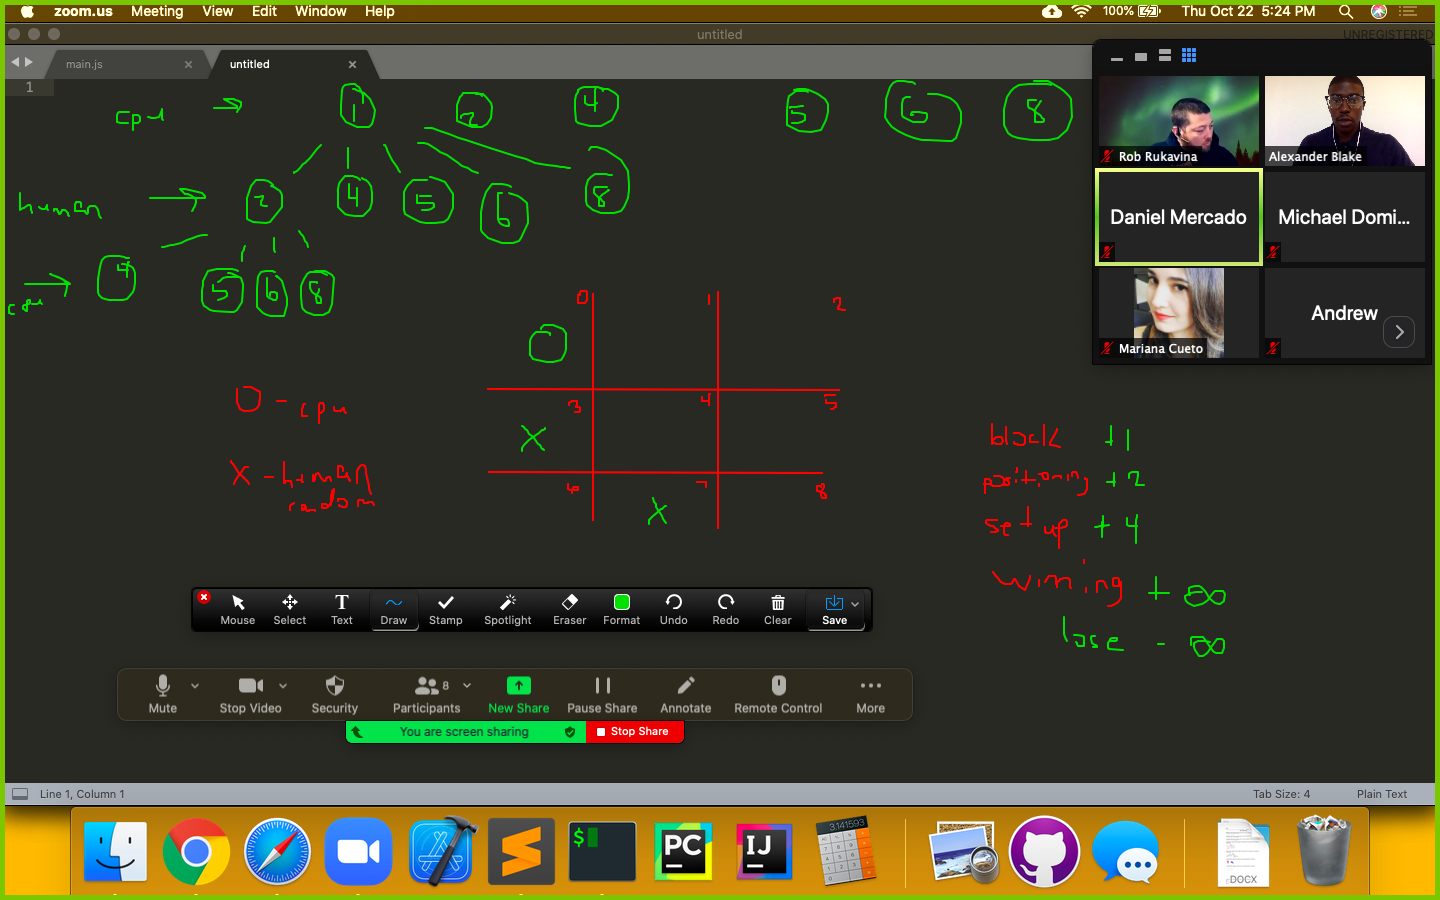 zoom.us Meeting View Edit Window Help 100% Thu Oct 22 5:24 PM
untitled
UNREGISTERED
main.js untitled
1
cpu → 1 2 4 5 6 8
human → 2 4 5 6 8
cpu → 4 5 6 8
0 1 2
O
3 4 5
X
6 7 8
X
O - cpu
X - human
random
block +1
positioning +2
set up +4
winning + ∞
lose - ∞
Rob Rukavina Alexander Blake
Daniel Mercado Michael Domi...
Mariana Cueto Andrew
Mouse Select Text Draw Stamp Spotlight Eraser Format Undo Redo Clear Save
8
Mute Stop Video Security Participants New Share Pause Share Annotate Remote Control More
You are screen sharing Stop Share
Line 1, Column 1 Tab Size: 4 Plain Text
$
PC
IJ
3.141593
DOCX